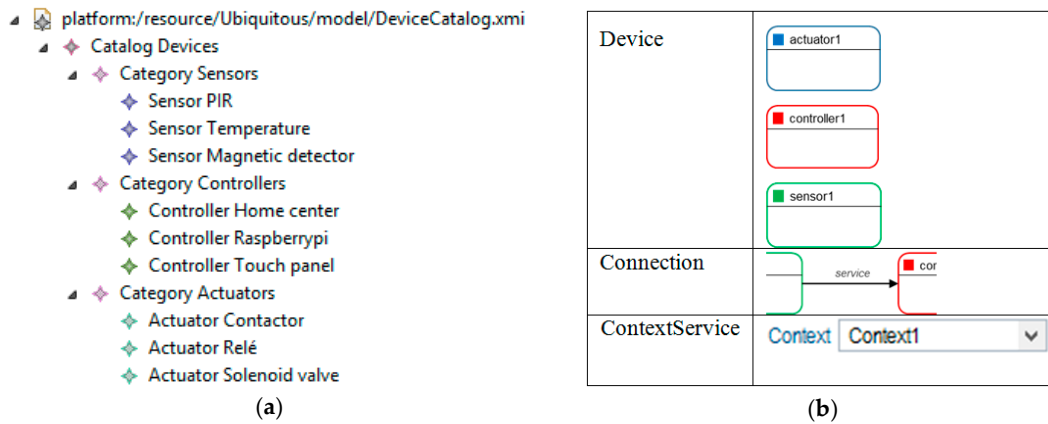 platform:/resource/Ubiquitous/model/DeviceCatalog.xmi
Catalog Devices
Category Sensors
Sensor PIR
Sensor Temperature
Sensor Magnetic detector
Category Controllers
Controller Home center
Controller Raspberrypi
Controller Touch panel
Category Actuators
Actuator Contactor
Actuator Relé
Actuator Solenoid valve
(a)
Device
actuator1
controller1
sensor1
Connection
service
cor
ContextService
Context Context1
(b)